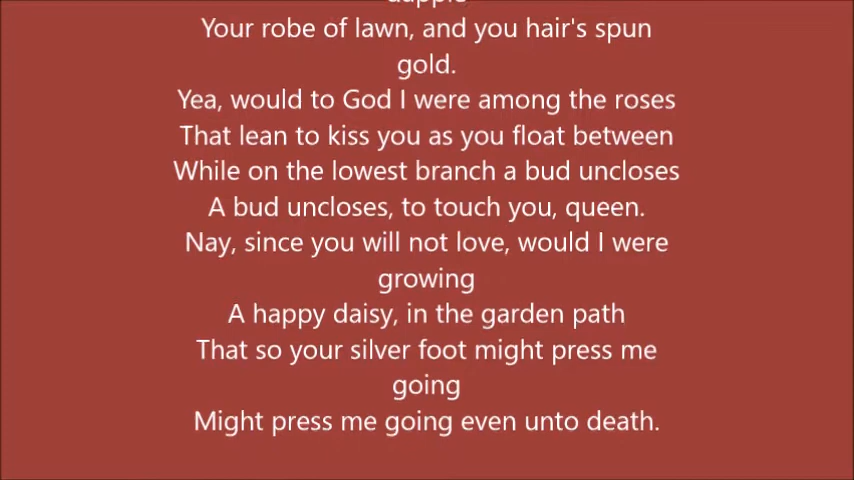 Your robe of lawn, and you hair's spun
gold.
Yea, would to God I were among the roses
That lean to kiss you as you float between
While on the lowest branch a bud uncloses
A bud uncloses, to touch you, queen.
Nay, since you will not love, would I were
growing
A happy daisy, in the garden path
That so your silver foot might press me
going
Might press me going even unto death.